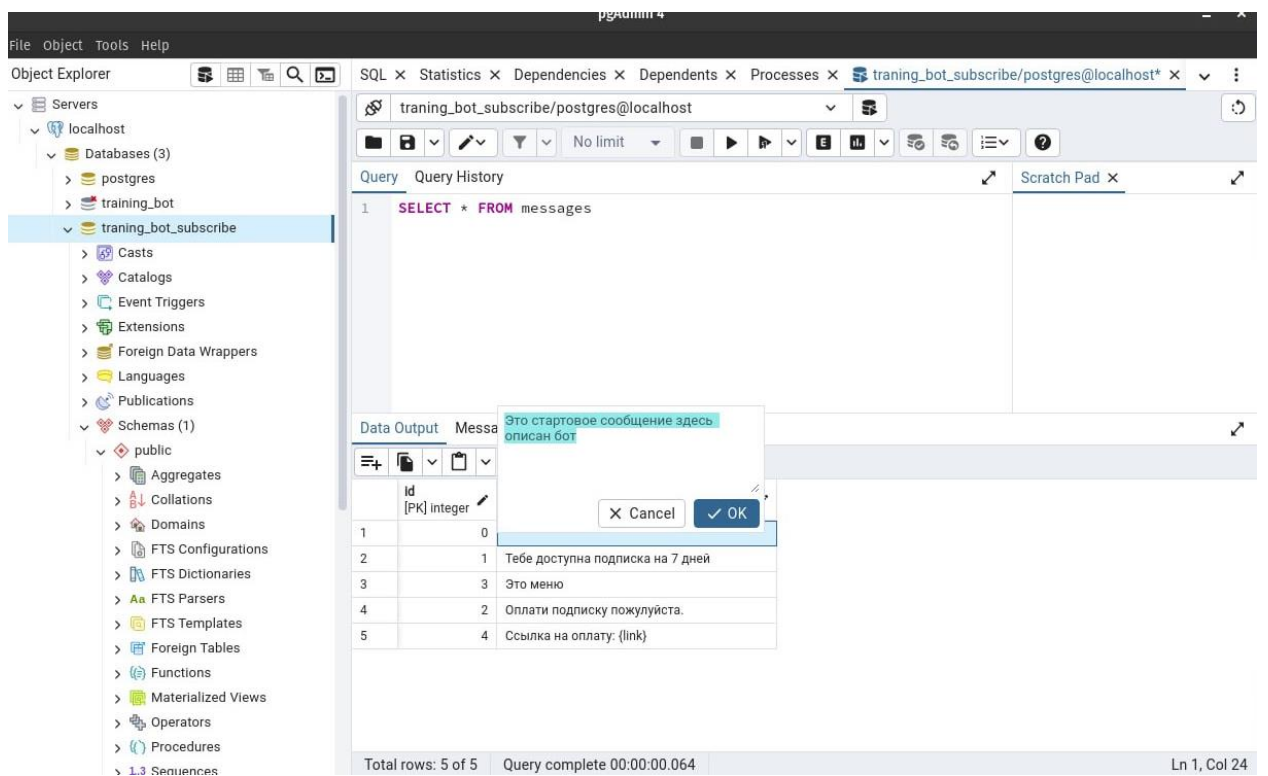 pgAdmin 4
File Object Tools Help
Object Explorer
SQL Statistics Dependencies Dependents Processes traning_bot_subscribe/postgres@localhost*
Servers
localhost
Databases (3)
postgres
training_bot
traning_bot_subscribe
Casts
Catalogs
Event Triggers
Extensions
Foreign Data Wrappers
Languages
Publications
Schemas (1)
public
Aggregates
Collations
Domains
FTS Configurations
FTS Dictionaries
Aa FTS Parsers
FTS Templates
Foreign Tables
Functions
Materialized Views
Operators
Procedures
1..3 Sequences
traning_bot_subscribe/postgres@localhost
No limit
Query Query History
Scratch Pad
1 SELECT * FROM messages
Data Output Messa
Это стартовое сообщение здесь
описан бот
Cancel OK
Id
[PK] integer
1 0
2 1 Тебе доступна подписка на 7 дней
3 3 Это меню
4 2 Оплати подписку пожулуйста.
5 4 Ссылка на оплату: {link}
Total rows: 5 of 5 Query complete 00:00:00.064 Ln 1, Col 24